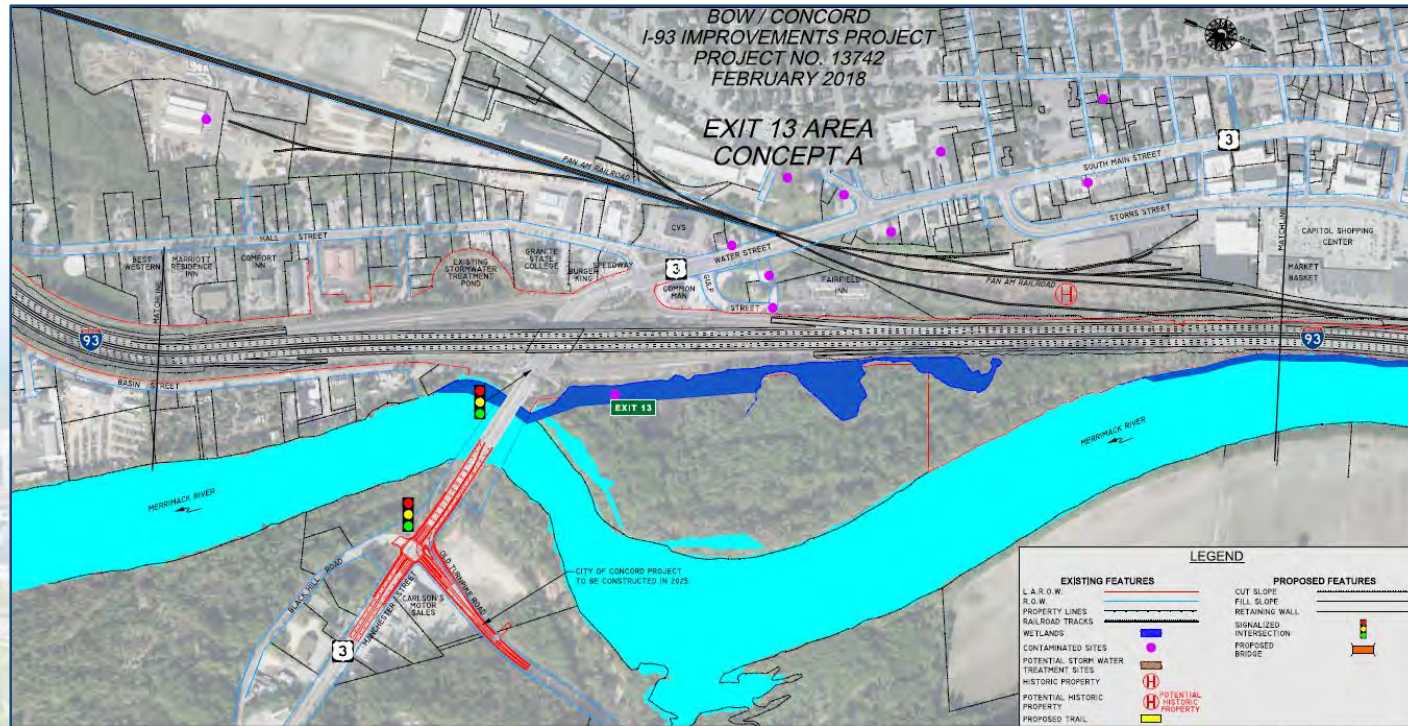 BOW / CONCORD
I-93 IMPROVEMENTS PROJECT
PROJECT NO. 13742
FEBRUARY 2018
EXIT 13 AREA
CONCEPT A
PAN AM RAILROAD
SOUTH MAIN STREET
3
STORRS STREET
HALL STREET
CVS
WATER STREET
3
BEST
WESTERN
MATCHLINE
MARRIOTT
RESIDENCE
INN
COMFORT
INN
EXISTING
STORMWATER
TREATMENT
POND
GRANITE
STATE
COLLEGE
BURGER
KING
SPEEDWAY
COMMON
MAN
GULF
STREET
FAIRFIELD
INN
PAN AM RAILROAD
H
MATCHLINE
CAPITOL SHOPPING
CENTER
MARKET
BASKET
93
93
BASIN STREET
EXIT 13
MERRIMACK RIVER
MERRIMACK RIVER
BLACK HILL ROAD
OLD TURNPIKE ROAD
MANCHESTER STREET
CARLSON'S
MOTOR
SALES
3
CITY OF CONCORD PROJECT
TO BE CONSTRUCTED IN 2025.
LEGEND
EXISTING FEATURES
L.A.R.O.W.
R.O.W.
PROPERTY LINES
RAILROAD TRACKS
WETLANDS
CONTAMINATED SITES
POTENTIAL STORM WATER
TREATMENT SITES
HISTORIC PROPERTY
H
POTENTIAL HISTORIC
PROPERTY
H POTENTIAL
HISTORIC
PROPERTY
PROPOSED TRAIL
PROPOSED FEATURES
CUT SLOPE
FILL SLOPE
RETAINING WALL
SIGNALIZED
INTERSECTION
PROPOSED
BRIDGE